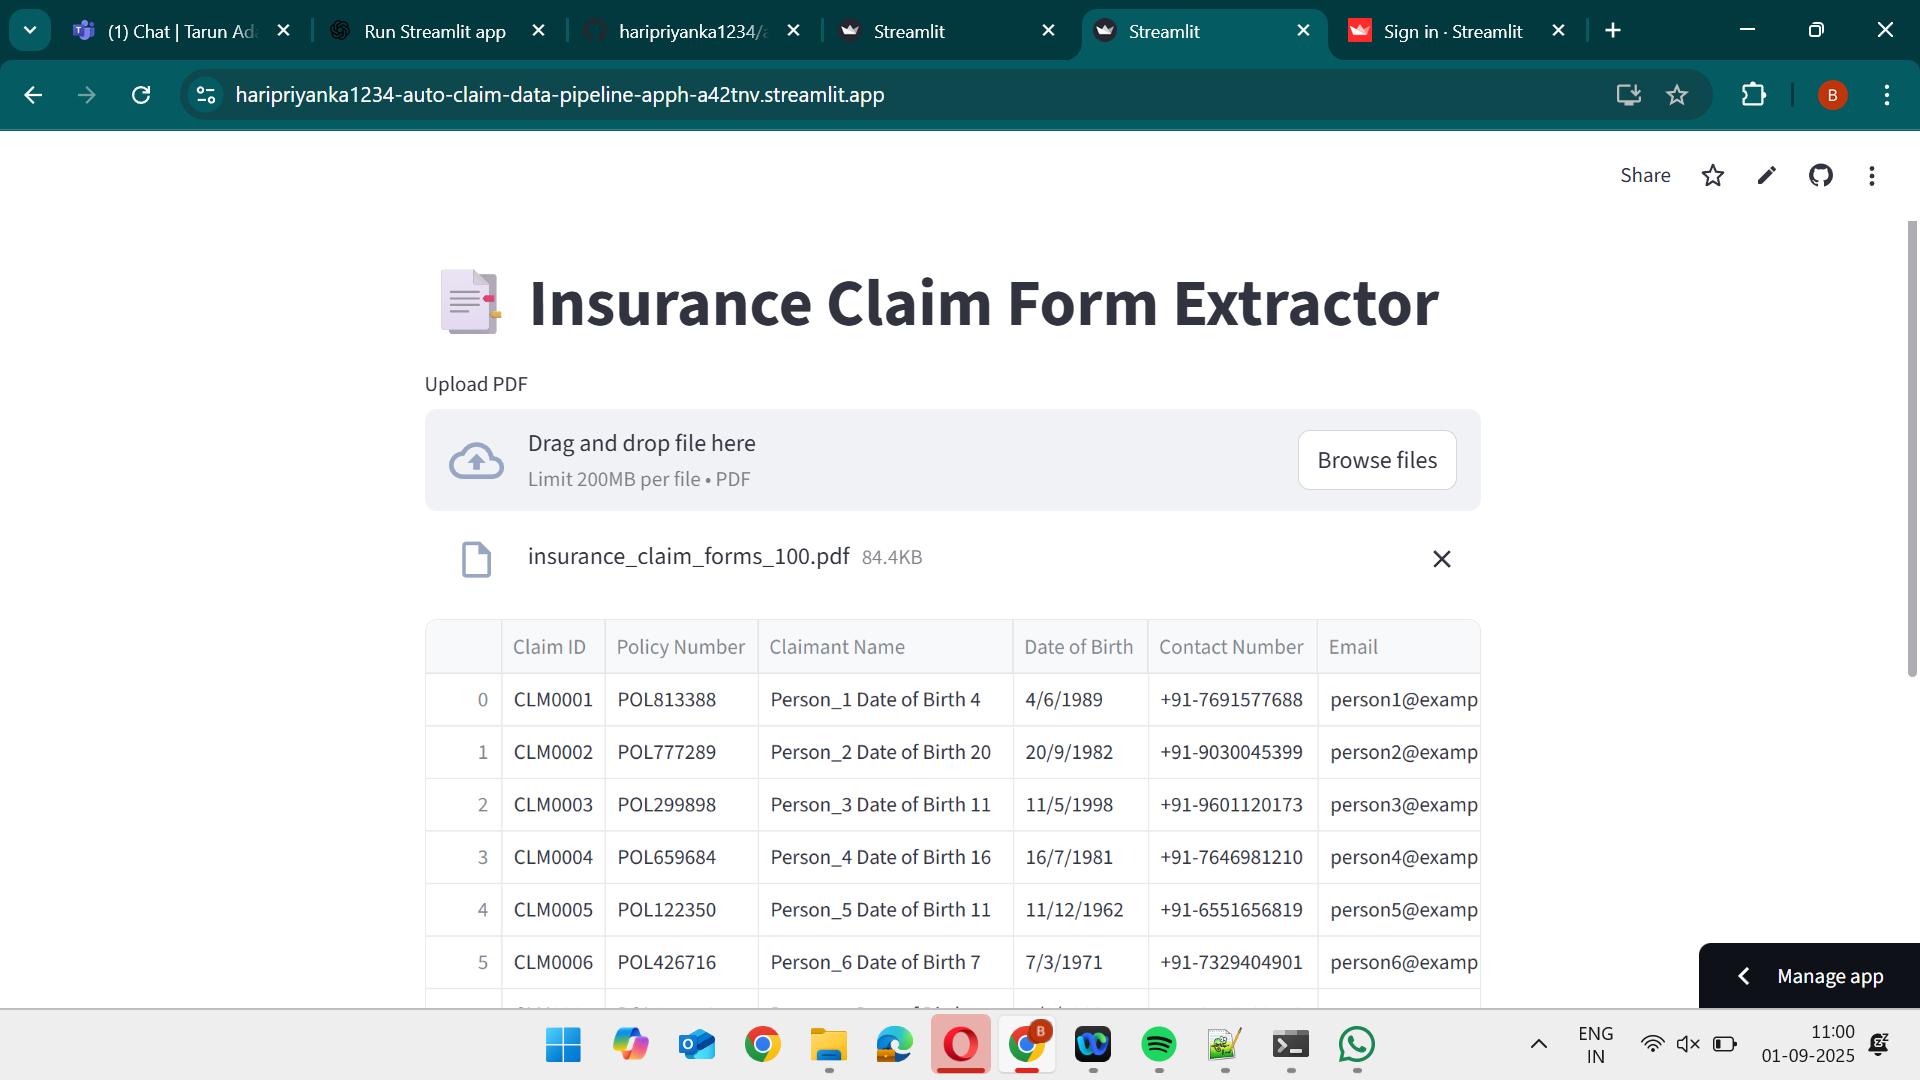 (1) Chat | Tarun Ada
Run Streamlit app
haripriyanka1234/a
Streamlit
Streamlit
Sign in · Streamlit
haripriyanka1234-auto-claim-data-pipeline-apph-a42tnv.streamlit.app
B
Share
Insurance Claim Form Extractor
Upload PDF
Drag and drop file here
Limit 200MB per file • PDF
Browse files
insurance_claim_forms_100.pdf 84.4KB
Claim ID Policy Number Claimant Name Date of Birth Contact Number Email
0 CLM0001 POL813388 Person_1 Date of Birth 4 4/6/1989 +91-7691577688 person1@examp
1 CLM0002 POL777289 Person_2 Date of Birth 20 20/9/1982 +91-9030045399 person2@examp
2 CLM0003 POL299898 Person_3 Date of Birth 11 11/5/1998 +91-9601120173 person3@examp
3 CLM0004 POL659684 Person_4 Date of Birth 16 16/7/1981 +91-7646981210 person4@examp
4 CLM0005 POL122350 Person_5 Date of Birth 11 11/12/1962 +91-6551656819 person5@examp
5 CLM0006 POL426716 Person_6 Date of Birth 7 7/3/1971 +91-7329404901 person6@examp
Manage app
B
ENG
IN
11:00
01-09-2025